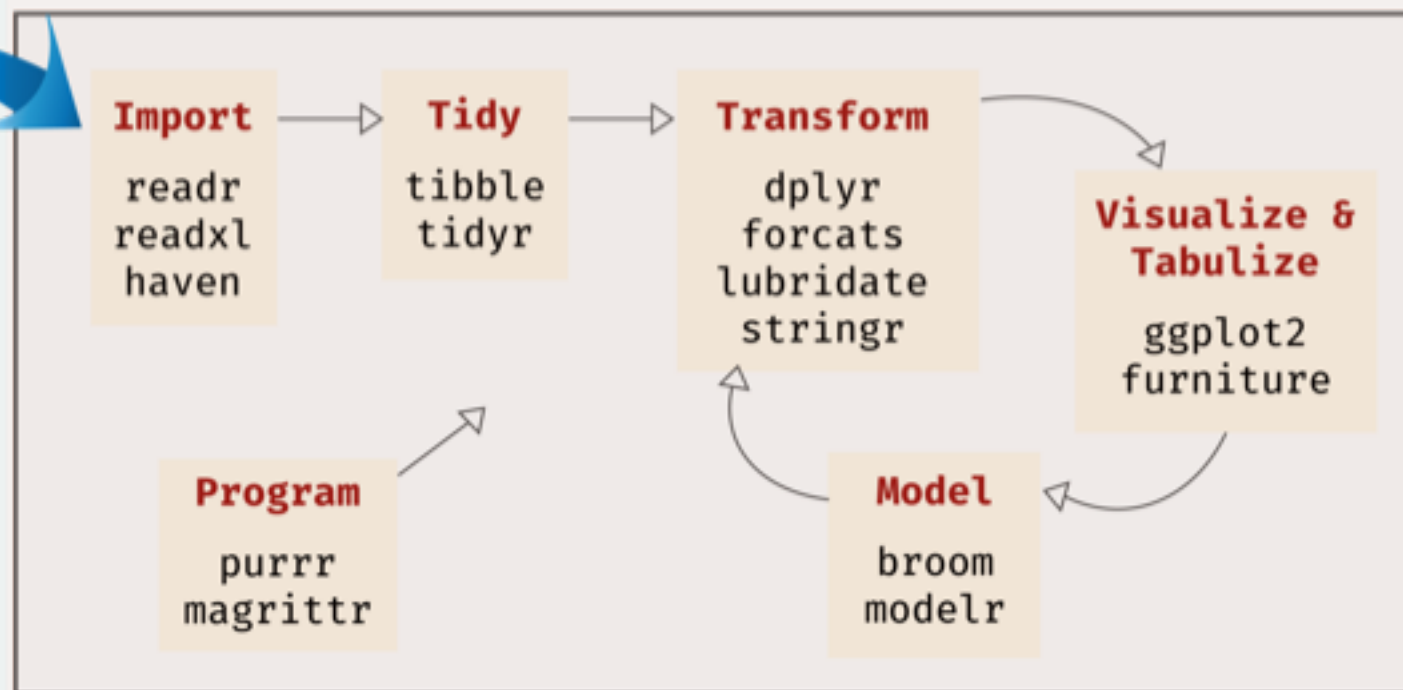 Import
readr
readxl
haven
Tidy
tibble
tidyr
Transform
dplyr
forcats
lubridate
stringr
Visualize &
Tabulize
ggplot2
furniture
Program
purrr
magrittr
Model
broom
modelr